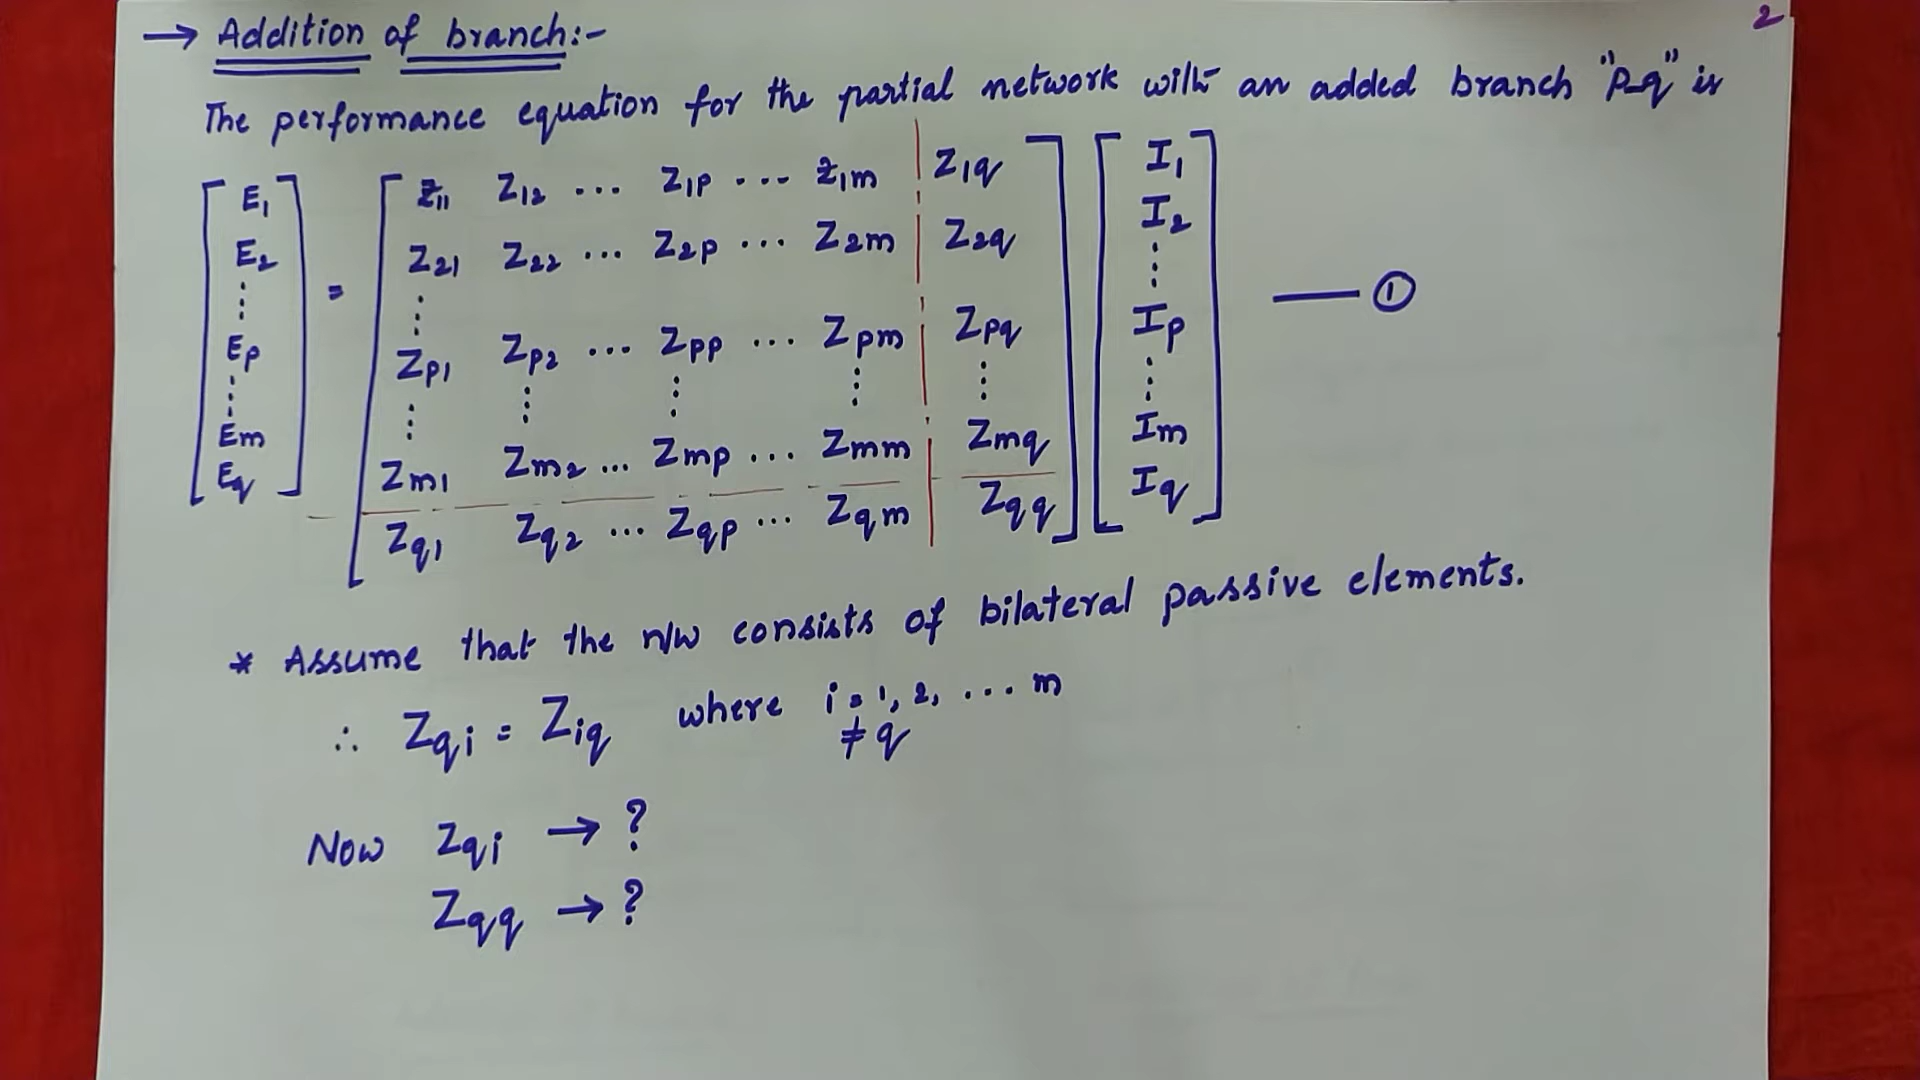 2
→ Addition of branch:-
The performance equation for the partial network with an added branch "p-q" is
[E1 E2 ⋮ Ep ⋮ Em Eq] = [
Z11 Z12 ... Z1p ... Z1m | Z1q
Z21 Z22 ... Z2p ... Z2m | Z2q
⋮
Zp1 Zp2 ... Zpp ... Zpm | Zpq
⋮ ⋮ ⋮ ⋮ ⋮
Zm1 Zm2 ... Zmp ... Zmm | Zmq
Zq1 Zq2 ... Zqp ... Zqm | Zqq
] [I1 I2 ⋮ Ip ⋮ Im Iq] — ①
* Assume that the n/w consists of bilateral passive elements.
∴ Zqi = Ziq where i = 1, 2, ... m
≠ q
Now Zqi → ?
Zqq → ?